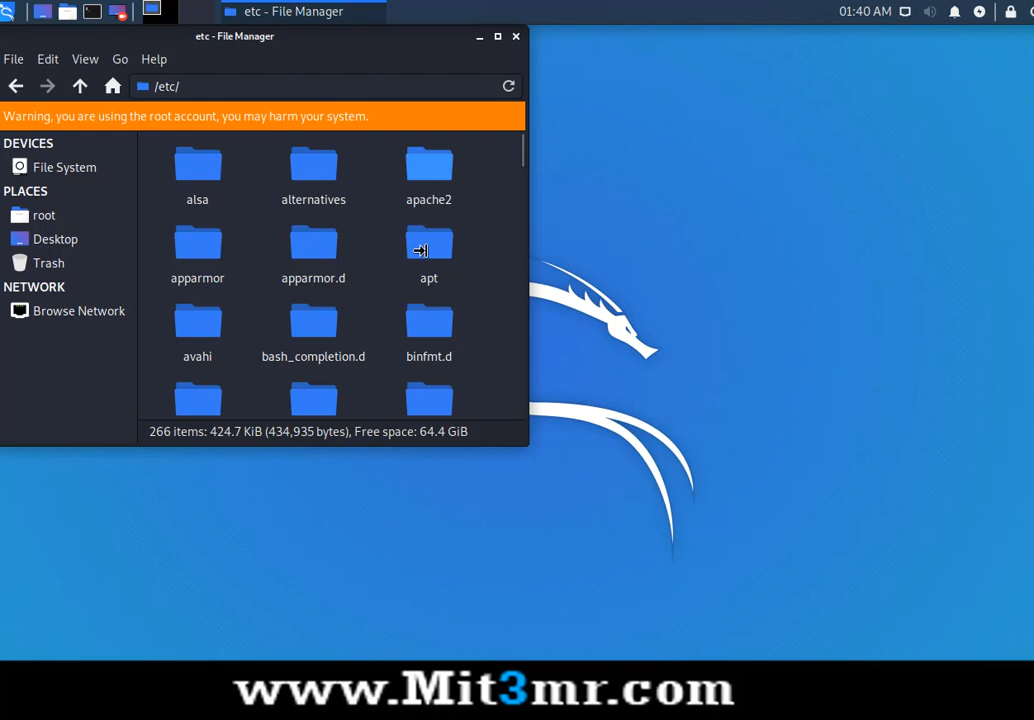 etc - File Manager
01:40 AM
etc - File Manager
File Edit View Go Help
/etc/
Warning, you are using the root account, you may harm your system.
DEVICES
File System
PLACES
root
Desktop
Trash
NETWORK
Browse Network
alsa alternatives apache2
apparmor apparmor.d apt
avahi bash_completion.d binfmt.d
266 items: 424.7 KiB (434,935 bytes), Free space: 64.4 GiB
www.Mit3mr.com